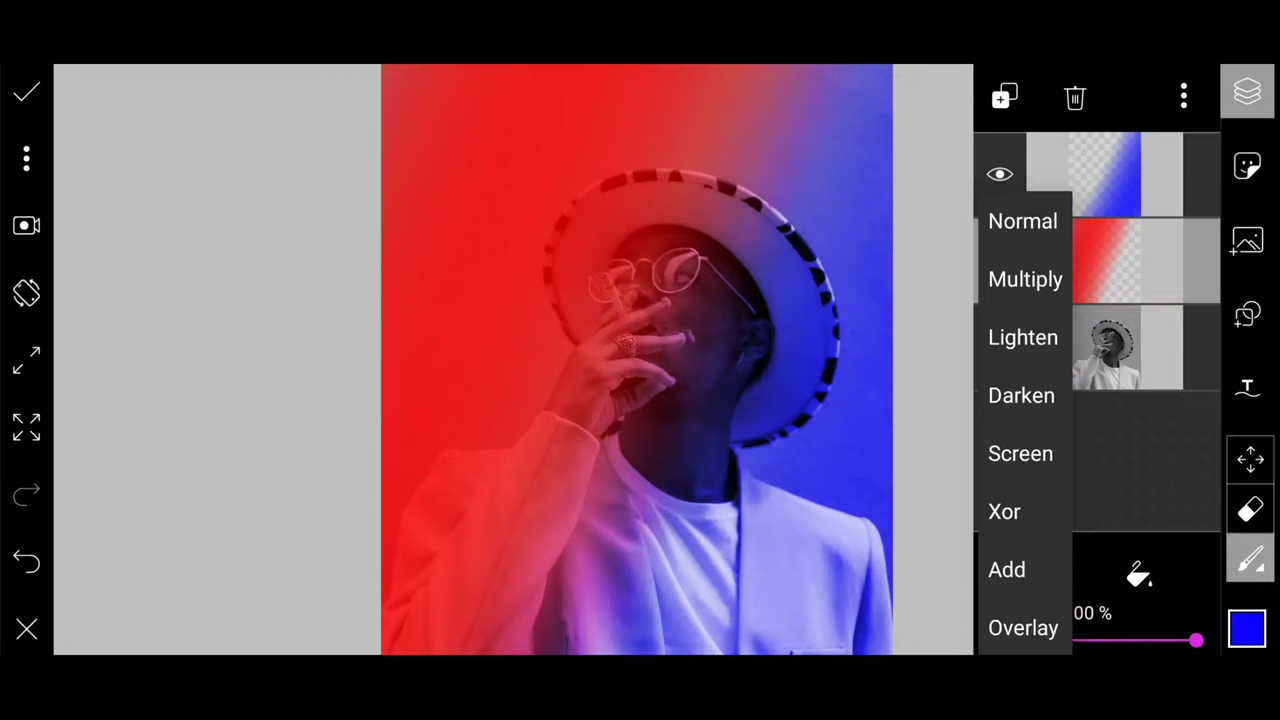 Normal
Multiply
Lighten
Darken
Screen
Xor
Add
00 %
Overlay